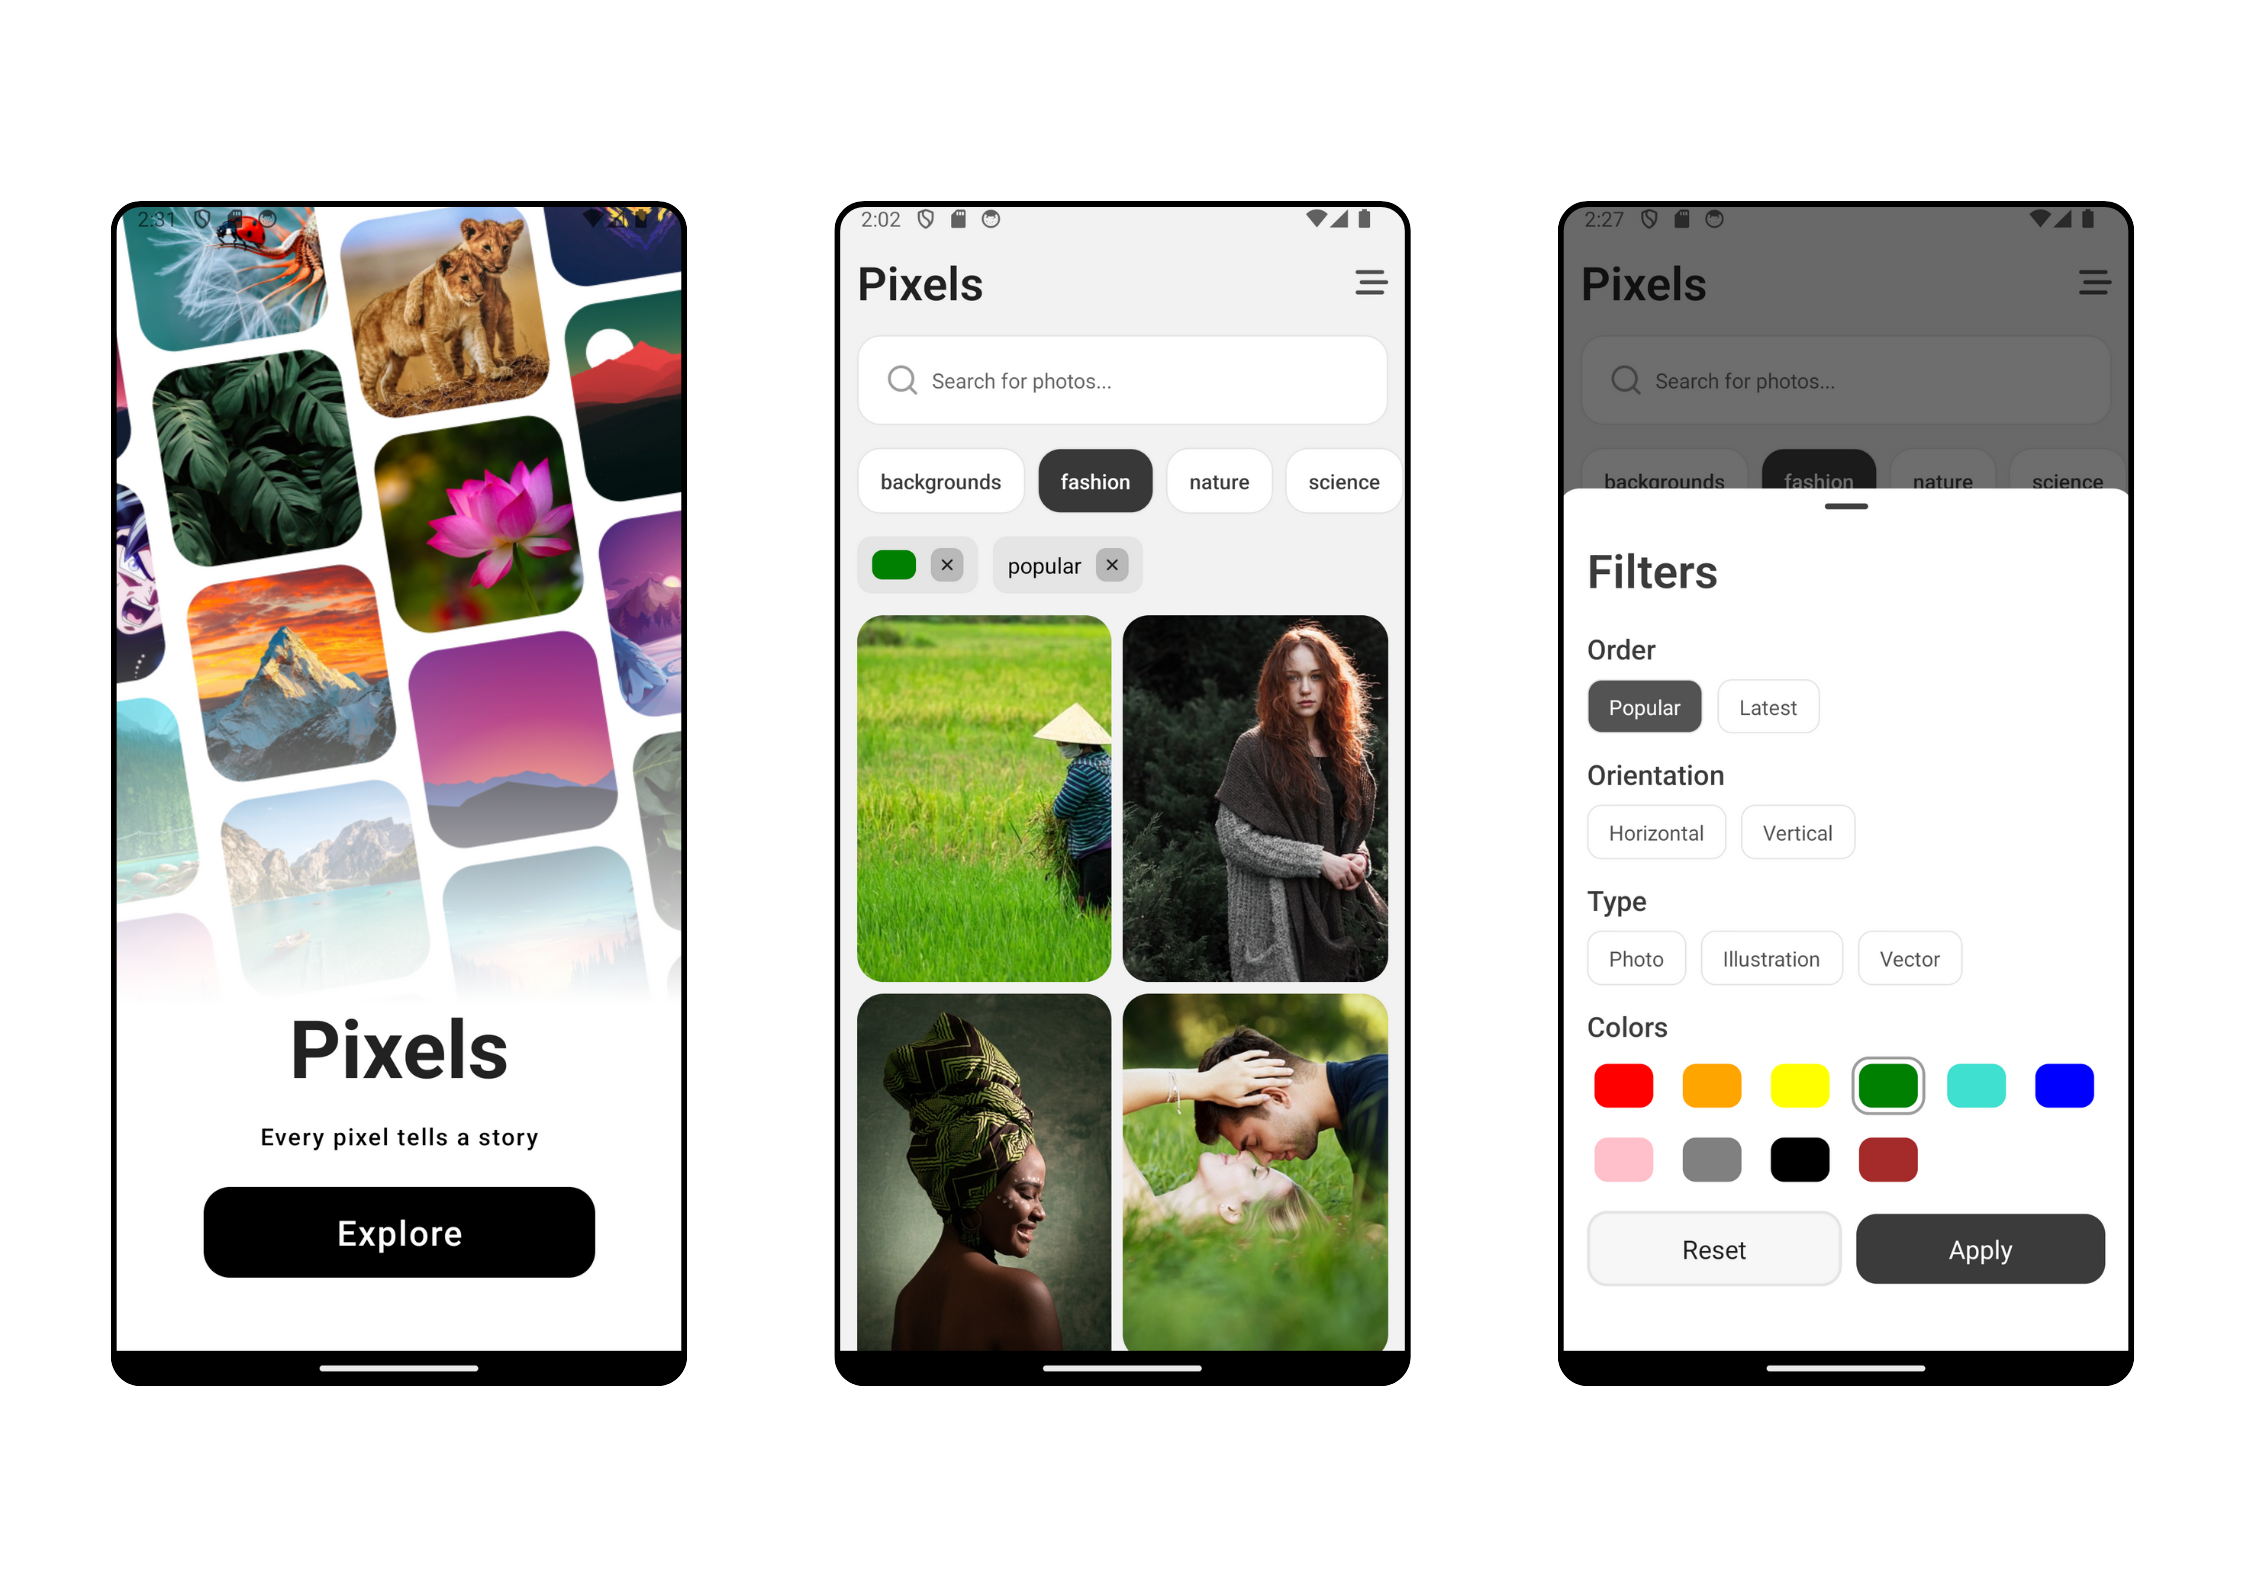 2:31
Pixels
Every pixel tells a story
Explore
2:02
Pixels
Search for photos...
backgrounds fashion nature science
popular
2:27
Pixels
Search for photos...
backgrounds fashion nature science
Filters
Order
Popular Latest
Orientation
Horizontal Vertical
Type
Photo Illustration Vector
Colors
Reset Apply